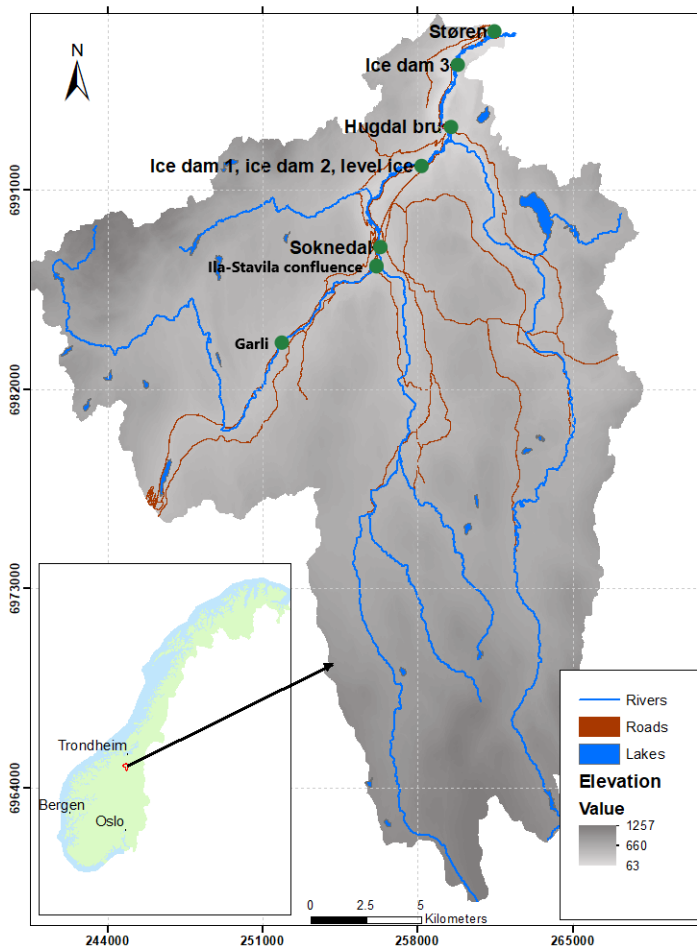 Støren
N
Ice dam 3
Hugdal bru
Ice dam 1, ice dam 2, level ice
6991000
Soknedal
Ila-Stavila confluence
Garli
6982000
6973000
Trondheim
Bergen
Oslo
6964000
Rivers
Roads
Lakes
Elevation
Value
1257
660
63
0 2.5 5
Kilometers
244000 251000 258000 265000